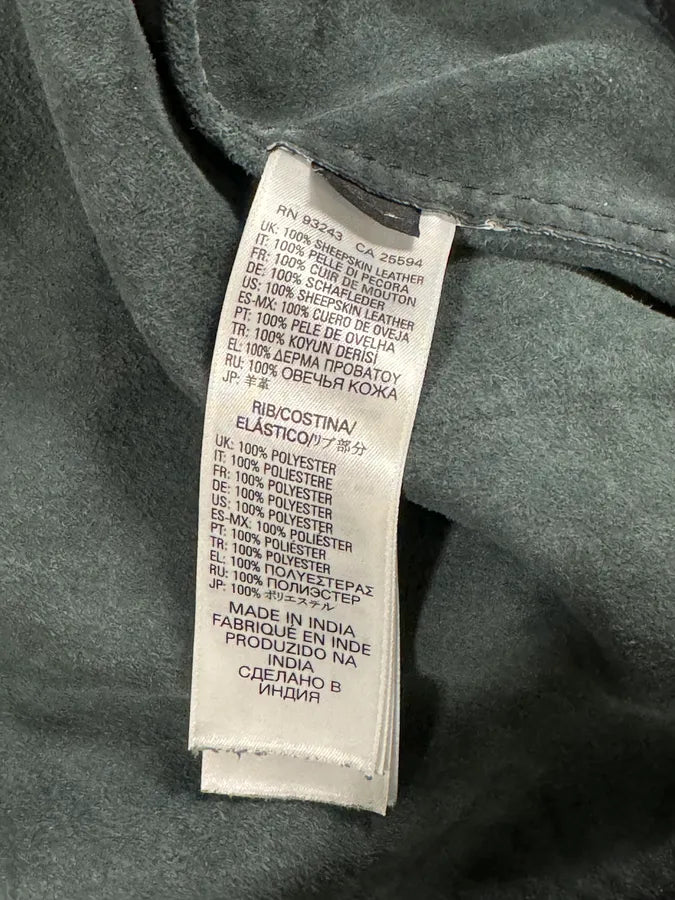 RN 93243 CA 25594
UK: 100% SHEEPSKIN LEATHER
IT: 100% PELLE DI PECORA
FR: 100% CUIR DE MOUTON
DE: 100% SCHAFLEDER
US: 100% SHEEPSKIN LEATHER
ES-MX: 100% CUERO DE OVEJA
PT: 100% PELE DE OVELHA
TR: 100% KOYUN DERİSİ
EL: 100% ΔΕΡΜΑ ΠΡΟΒΑΤΟΥ
RU: 100% ОВЕЧЬЯ КОЖА
JP: 羊革
RIB/COSTINA/
ELÁSTICO/リブ部分
UK: 100% POLYESTER
IT: 100% POLIESTERE
FR: 100% POLYESTER
DE: 100% POLYESTER
US: 100% POLYESTER
ES-MX: 100% POLIÉSTER
PT: 100% POLIÉSTER
TR: 100% POLYESTER
EL: 100% ΠΟΛΥΕΣΤΕΡΑΣ
RU: 100% ПОЛИЭСТЕР
JP: 100% ポリエステル
MADE IN INDIA
FABRIQUÉ EN INDE
PRODUZIDO NA
INDIA
СДЕЛАНО В
ИНДИЯ